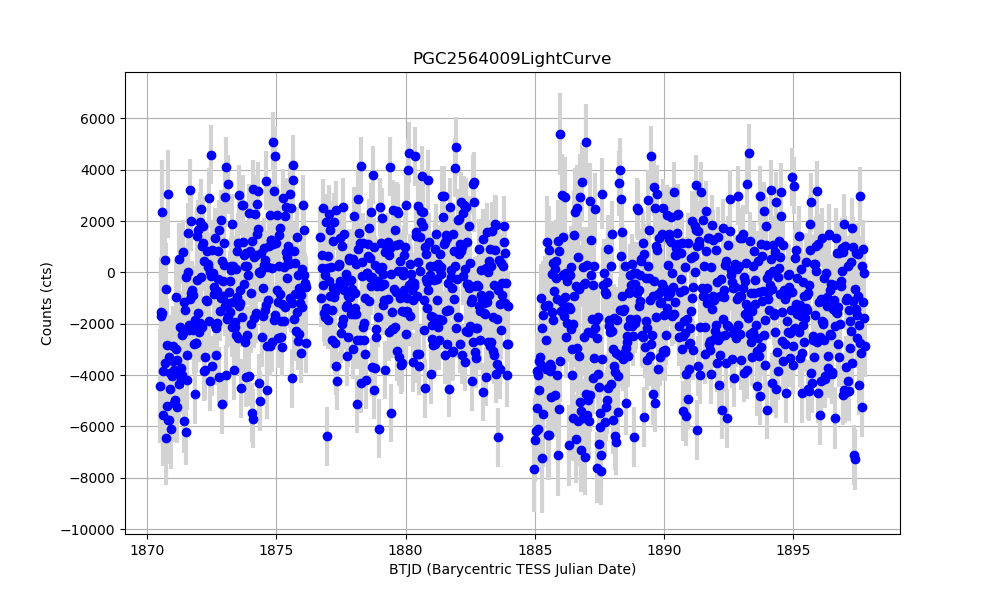 PGC2564009LightCurve
6000
4000
2000
0
−2000
−4000
−6000
−8000
−10000
Counts (cts)
1870 1875 1880 1885 1890 1895
BTJD (Barycentric TESS Julian Date)